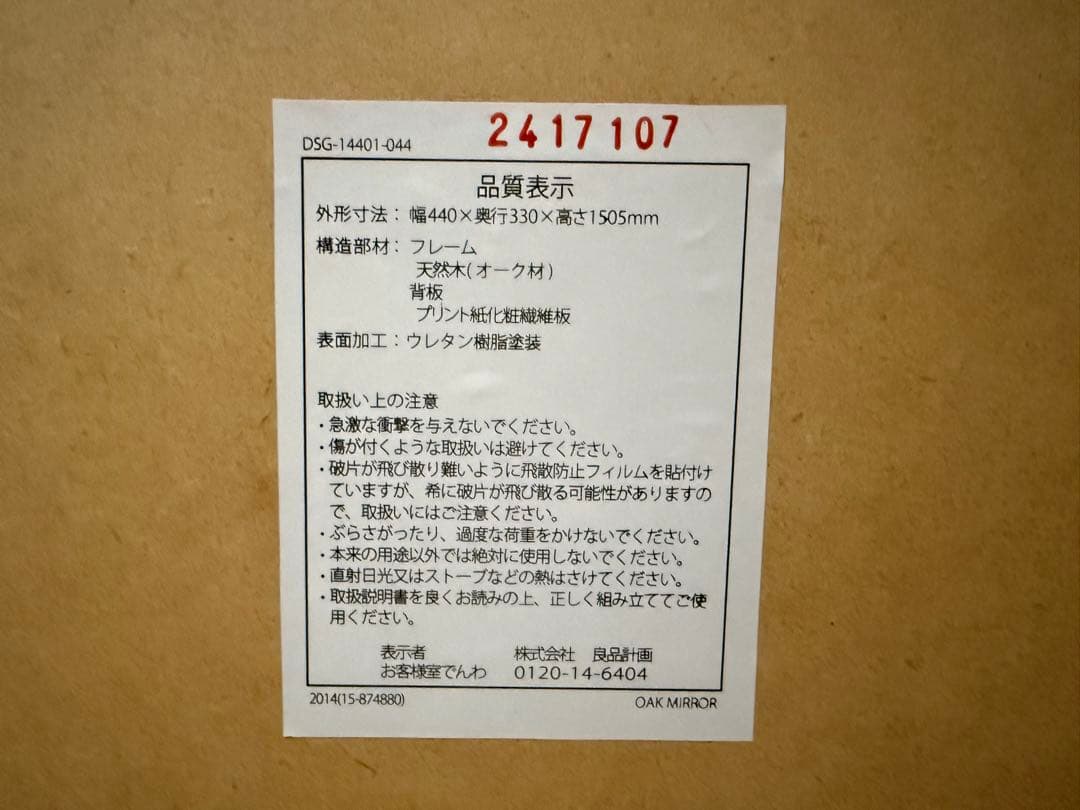 2417107
DSG-14401-044
品質表示
外形寸法：幅440×奥行330×高さ1505mm
構造部材：フレーム
天然木(オーク材)
背板
プリント紙化粧繊維板
表面加工：ウレタン樹脂塗装
取扱い上の注意
・急激な衝撃を与えないでください。
・傷が付くような取扱いは避けてください。
・破片が飛び散り難いように飛散防止フィルムを貼付け
ていますが、希に破片が飛び散る可能性がありますの
で、取扱いにはご注意ください。
・ぶらさがったり、過度な荷重をかけないでください。
・本来の用途以外では絶対に使用しないでください。
・直射日光又はストーブなどの熱はさけてください。
・取扱説明書を良くお読みの上、正しく組み立ててご使
用ください。
表示者 株式会社 良品計画
お客様室でんわ 0120-14-6404
2014(15-874880)
OAK MIRROR